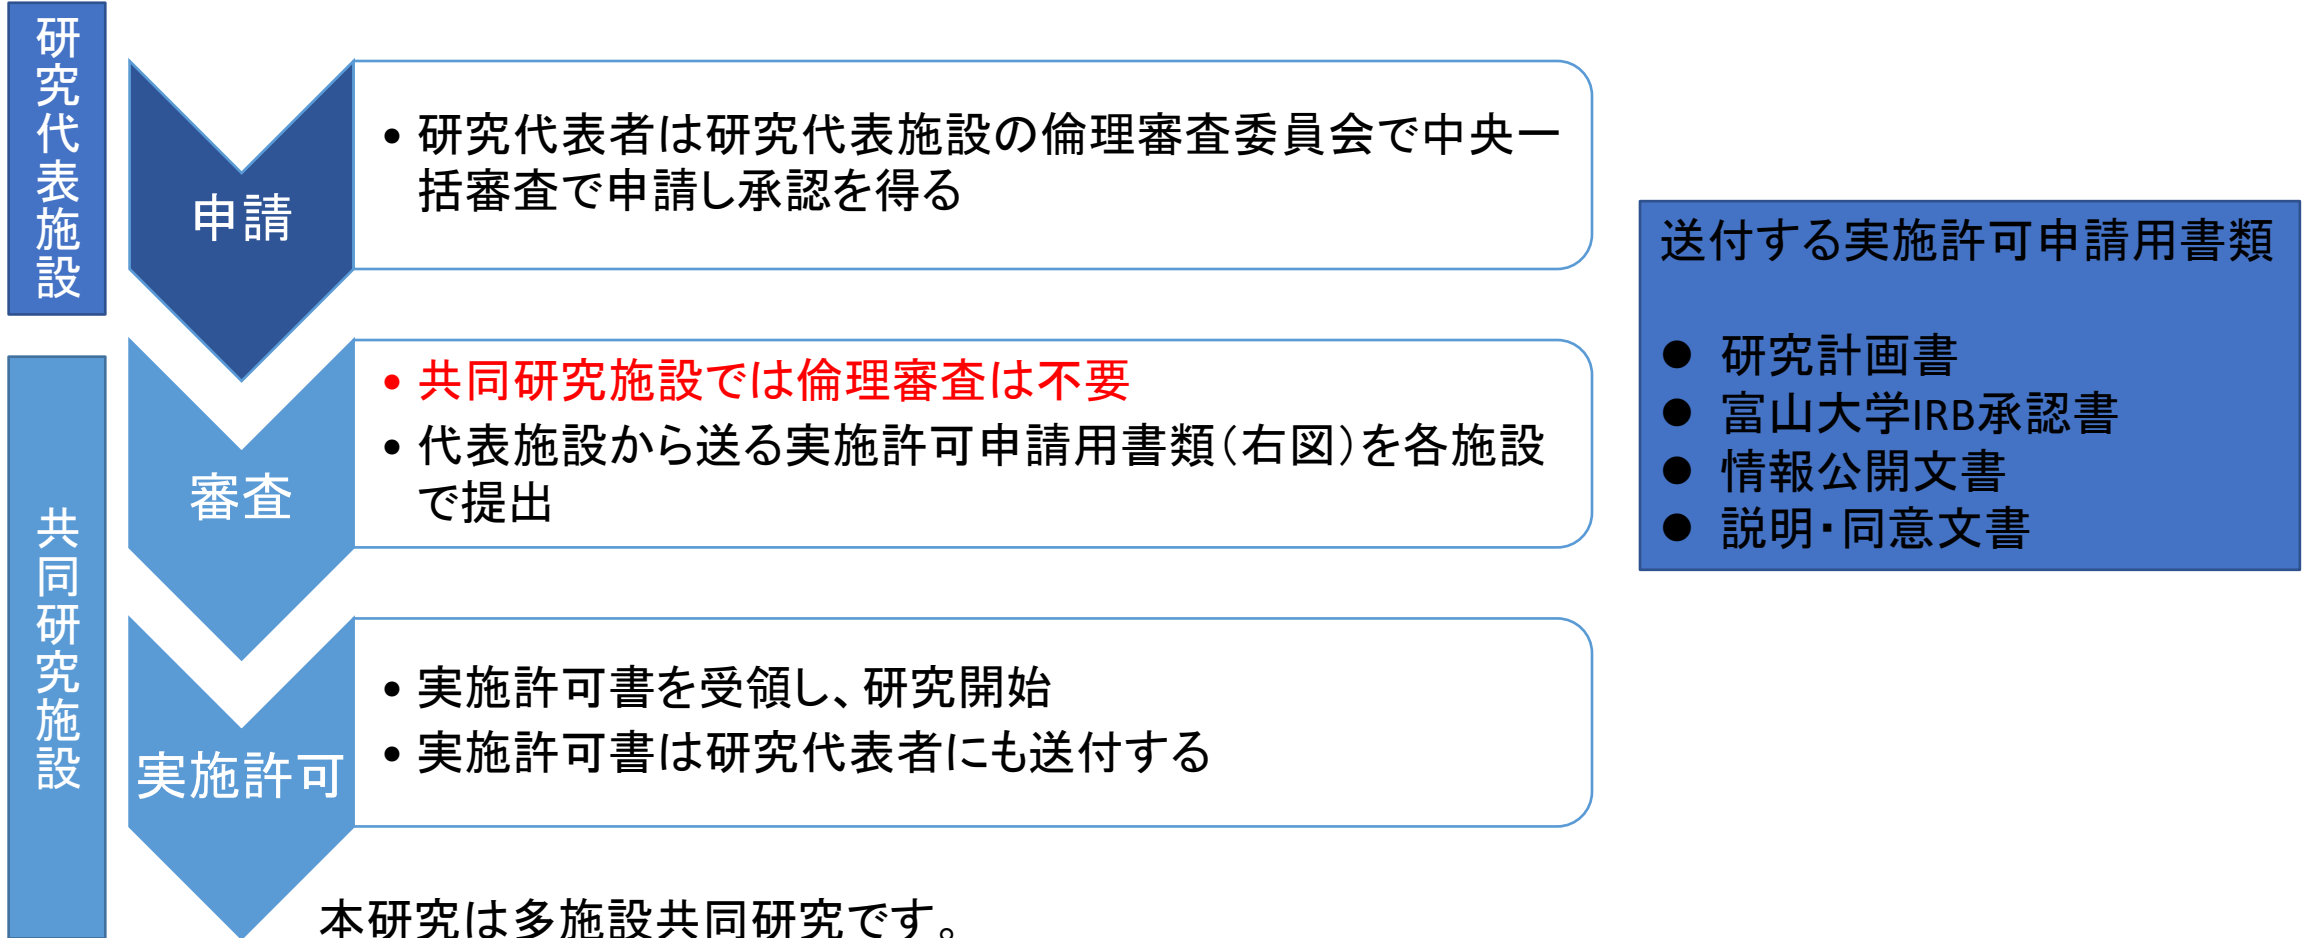 研究代表施設
申請
• 研究代表者は研究代表施設の倫理審査委員会で中央一
括審査で申請し承認を得る
共同研究施設
審査
• 共同研究施設では倫理審査は不要
• 代表施設から送る実施許可申請用書類（右図）を各施設
で提出
実施許可
• 実施許可書を受領し、研究開始
• 実施許可書は研究代表者にも送付する
送付する実施許可申請用書類
● 研究計画書
● 富山大学IRB承認書
● 情報公開文書
● 説明・同意文書
本研究は多施設共同研究です。